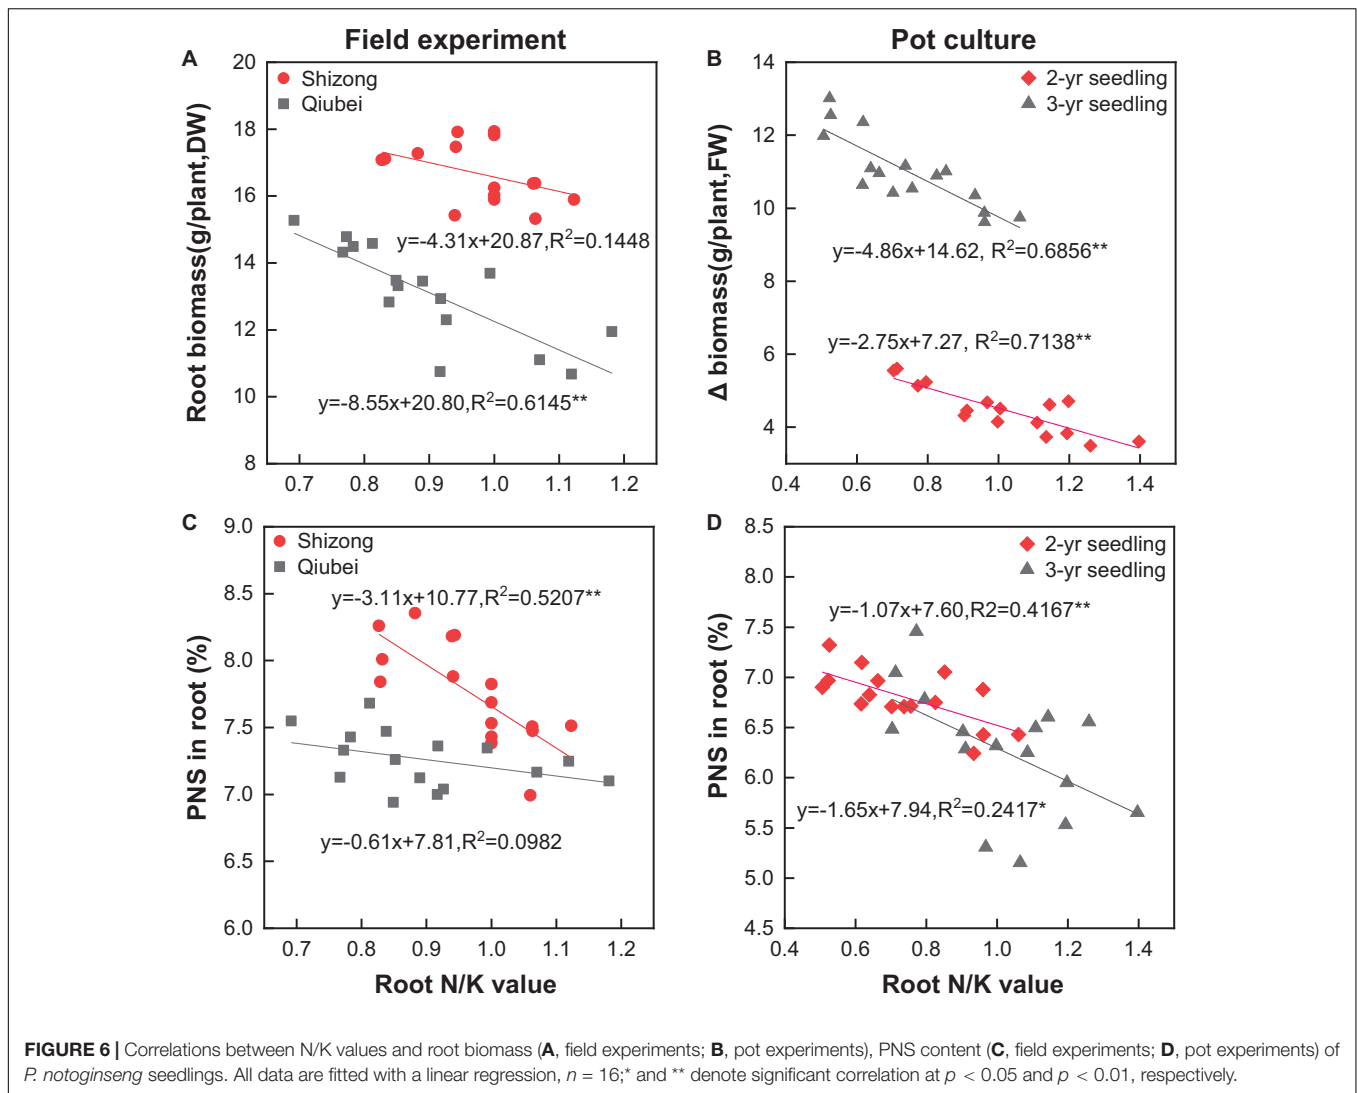 Field experiment
Pot culture
A
20
18
16
14
12
10
8
Root biomass(g/plant,DW)
Shizong
Qiubei
y=-4.31x+20.87,R²=0.1448
y=-8.55x+20.80,R²=0.6145**
0.7 0.8 0.9 1.0 1.1 1.2
B
14
12
10
8
6
4
Δ biomass(g/plant,FW)
2-yr seedling
3-yr seedling
y=-4.86x+14.62, R²=0.6856**
y=-2.75x+7.27, R²=0.7138**
0.4 0.6 0.8 1.0 1.2 1.4
C
9.0
8.5
8.0
7.5
7.0
6.5
6.0
PNS in root (%)
Shizong
Qiubei
y=-3.11x+10.77,R²=0.5207**
y=-0.61x+7.81,R²=0.0982
0.7 0.8 0.9 1.0 1.1 1.2
Root N/K value
D
8.5
8.0
7.5
7.0
6.5
6.0
5.5
5.0
4.5
PNS in root (%)
2-yr seedling
3-yr seedling
y=-1.07x+7.60,R2=0.4167**
y=-1.65x+7.94,R²=0.2417*
0.4 0.6 0.8 1.0 1.2 1.4
Root N/K value
FIGURE 6 | Correlations between N/K values and root biomass (A, field experiments; B, pot experiments), PNS content (C, field experiments; D, pot experiments) of
P. notoginseng seedlings. All data are fitted with a linear regression, n = 16;* and ** denote significant correlation at p < 0.05 and p < 0.01, respectively.